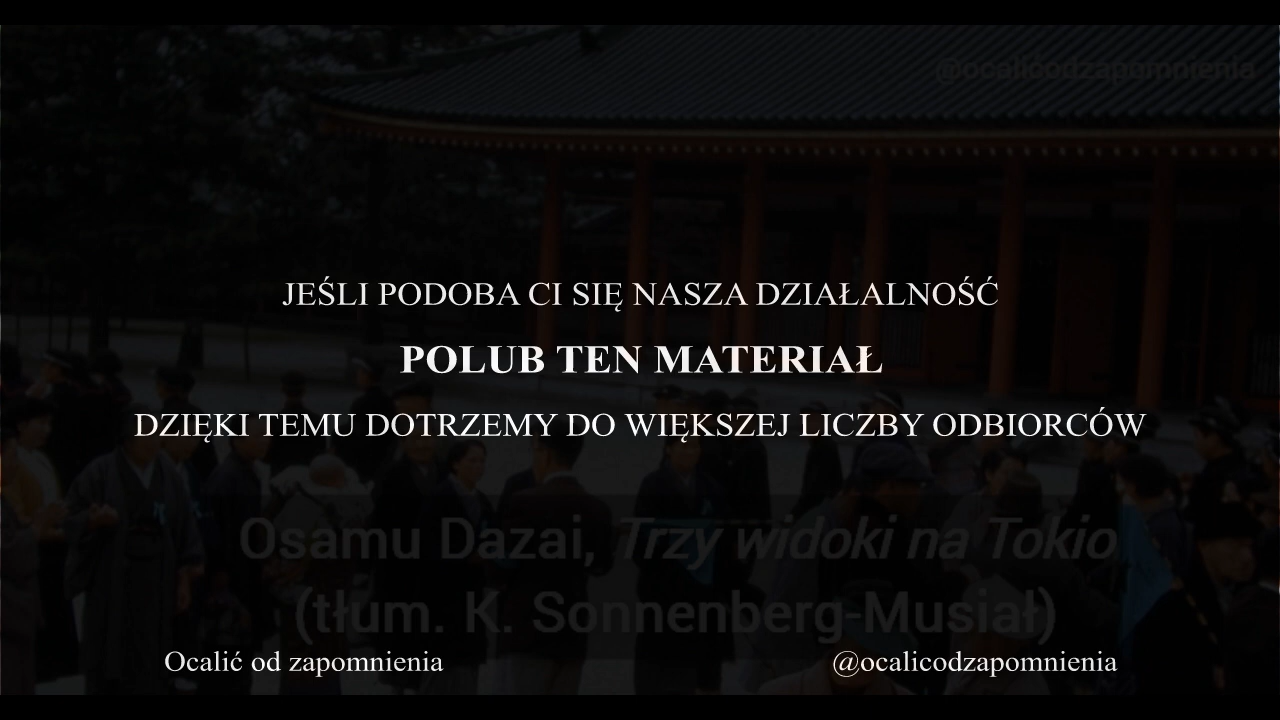 @ocalićodzapomnienia
JEŚLI PODOBA CI SIĘ NASZA DZIAŁALNOŚĆ
POLUB TEN MATERIAŁ
DZIĘKI TEMU DOTRZEMY DO WIĘKSZEJ LICZBY ODBIORCÓW
Osamu Dazai, Trzy widoki na Tokio
(tłum. K. Sonnenberg-Musiał)
Ocalić od zapomnienia
@ocalicodzapomnienia